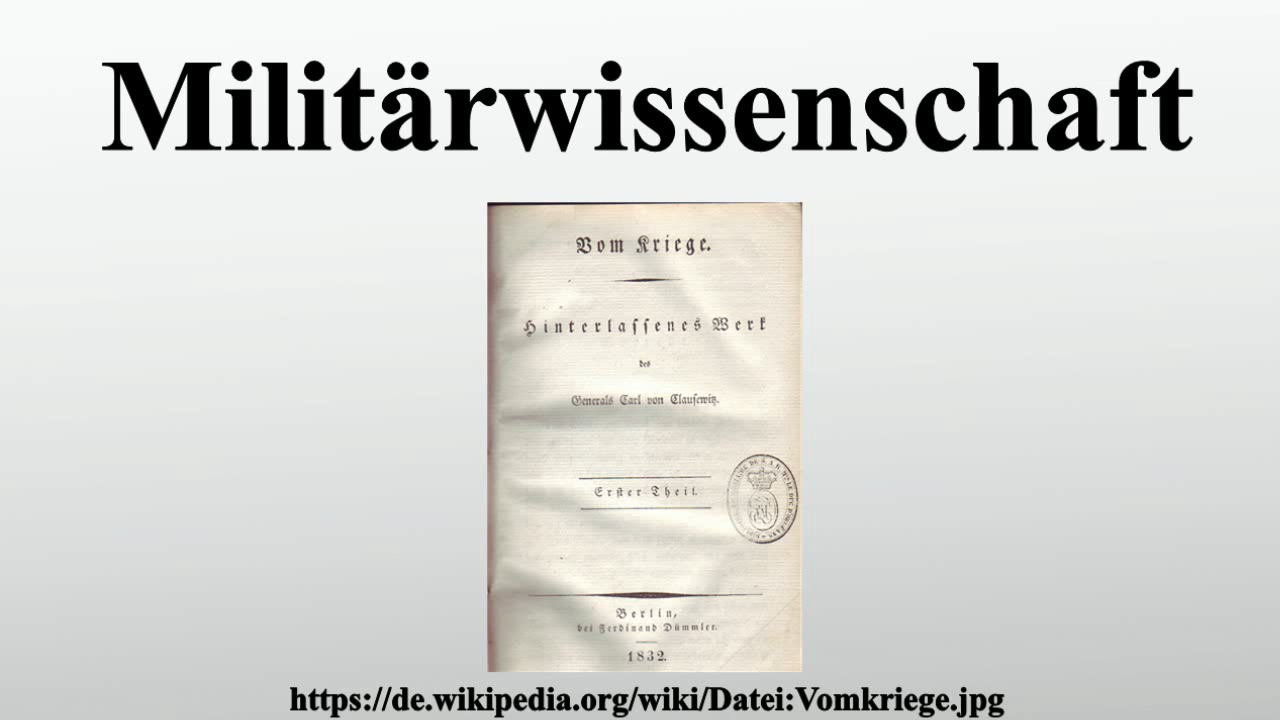 Militärwissenschaft
Vom Kriege.
Hinterlassenes Werk
des
Generals Carl von Clausewitz.
Erster Theil.
Berlin,
bei Ferdinand Dümmler.
1832.
https://de.wikipedia.org/wiki/Datei:Vomkriege.jpg